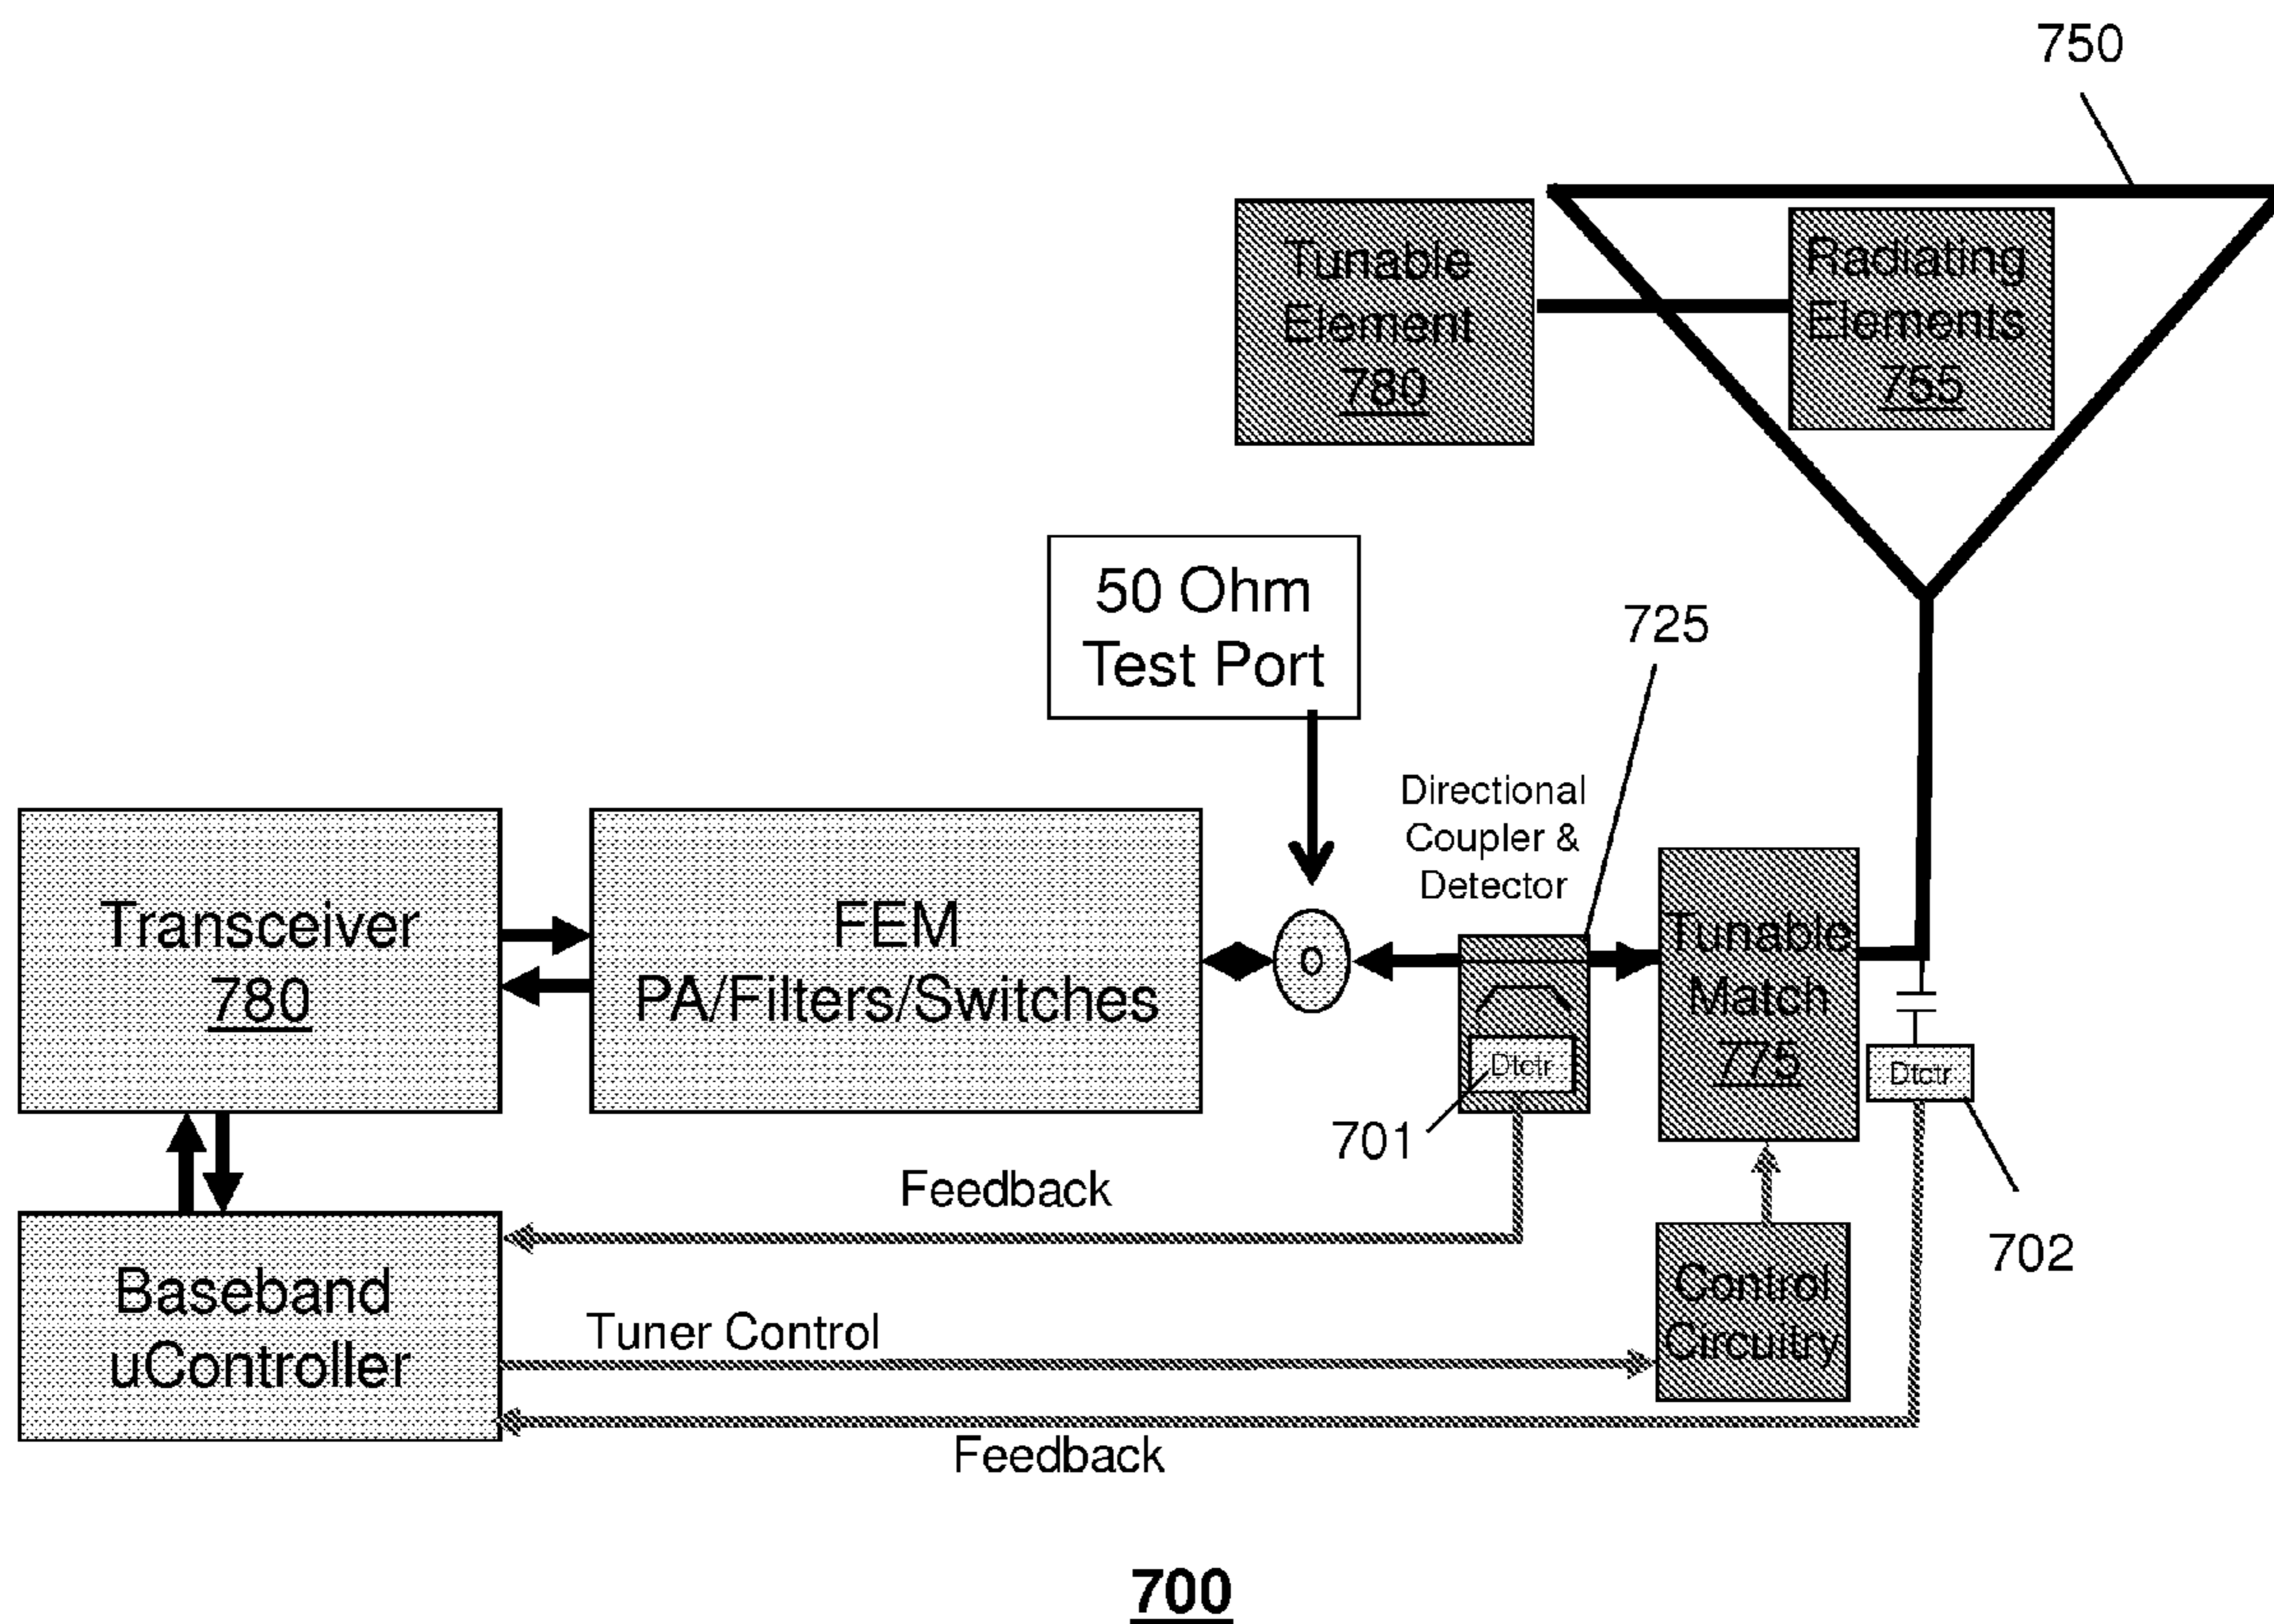 750
Tunable
Element
780
Radiating
Elements
755
50 Ohm
Test Port
725
Directional
Coupler &
Detector
Transceiver
780
FEM
PA/Filters/Switches
o
Tunable
Match
775
Dtctr
Dtctr
701
702
Feedback
Baseband
uController
Tuner Control
Control
Circuitry
Feedback
700